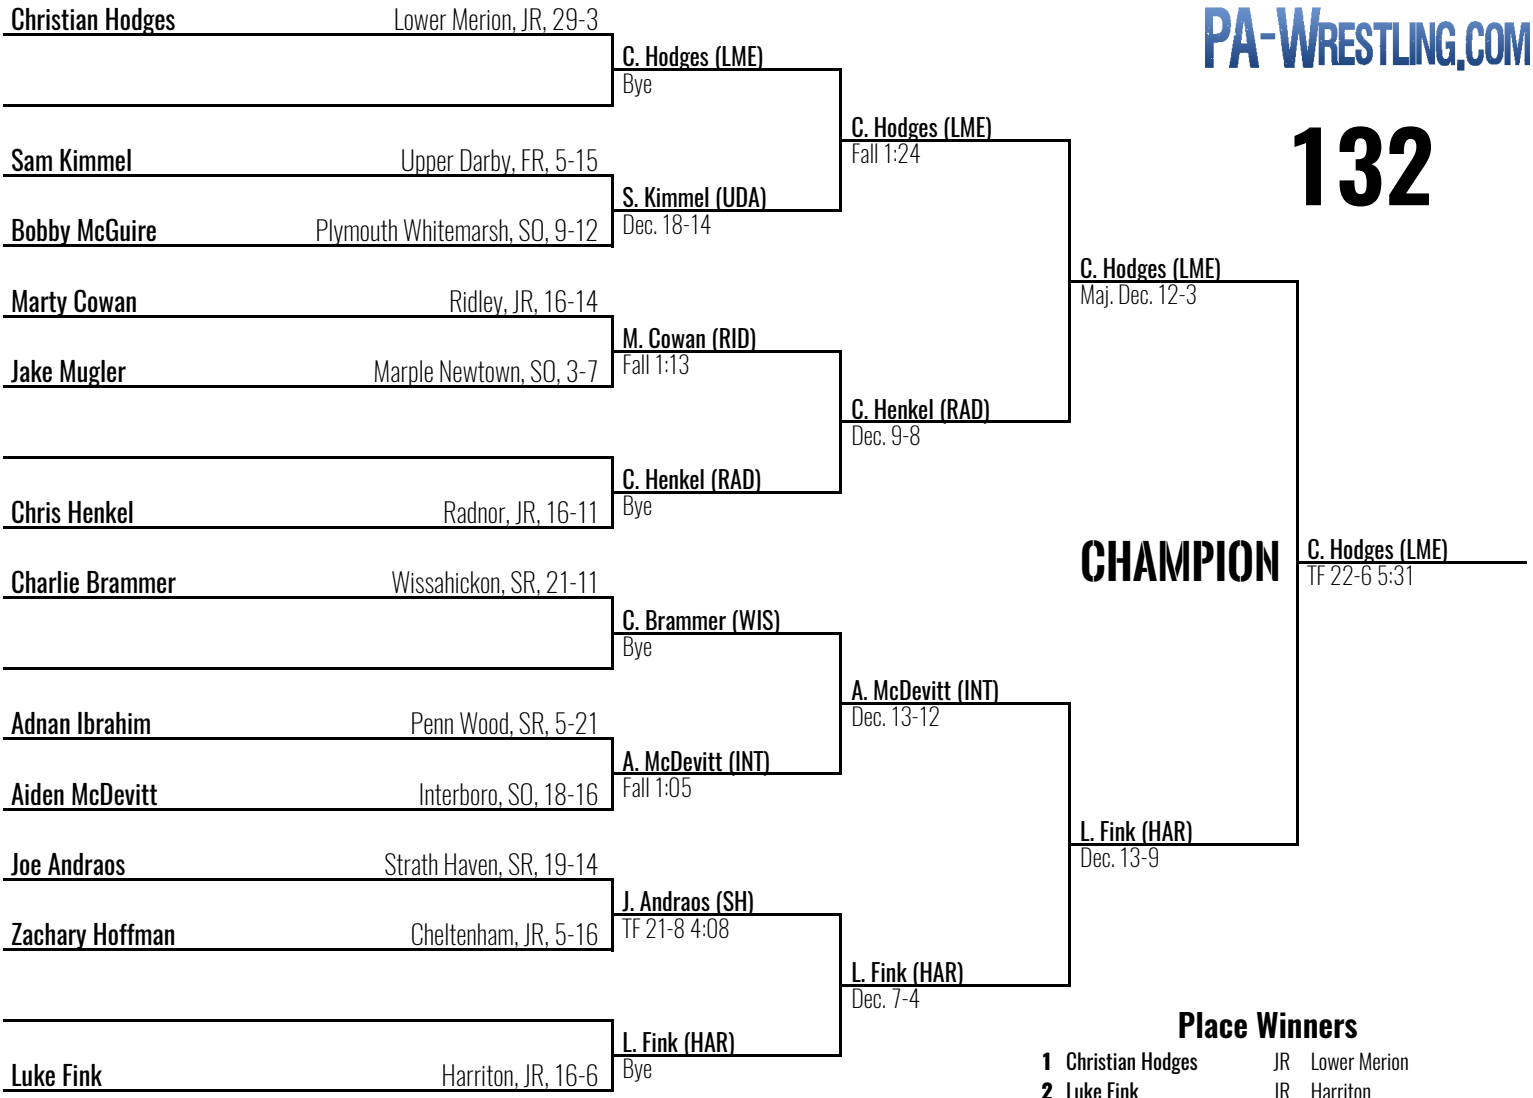 Christian Hodges Lower Merion, JR, 29-3
C. Hodges (LME)
Bye
Sam Kimmel Upper Darby, FR, 5-15
Bobby McGuire Plymouth Whitemarsh, SO, 9-12
S. Kimmel (UDA)
Dec. 18-14
C. Hodges (LME)
Fall 1:24
Marty Cowan Ridley, JR, 16-14
Jake Mugler Marple Newtown, SO, 3-7
M. Cowan (RID)
Fall 1:13
Chris Henkel Radnor, JR, 16-11
C. Henkel (RAD)
Bye
C. Henkel (RAD)
Dec. 9-8
C. Hodges (LME)
Maj. Dec. 12-3
Charlie Brammer Wissahickon, SR, 21-11
C. Brammer (WIS)
Bye
Adnan Ibrahim Penn Wood, SR, 5-21
Aiden McDevitt Interboro, SO, 18-16
A. McDevitt (INT)
Fall 1:05
A. McDevitt (INT)
Dec. 13-12
Joe Andraos Strath Haven, SR, 19-14
Zachary Hoffman Cheltenham, JR, 5-16
J. Andraos (SH)
TF 21-8 4:08
Luke Fink Harriton, JR, 16-6
L. Fink (HAR)
Bye
L. Fink (HAR)
Dec. 7-4
L. Fink (HAR)
Dec. 13-9
PA-WRESTLING.COM
132
CHAMPION
C. Hodges (LME)
TF 22-6 5:31
Place Winners
1 Christian Hodges JR Lower Merion
2 Luke Fink JR Harriton